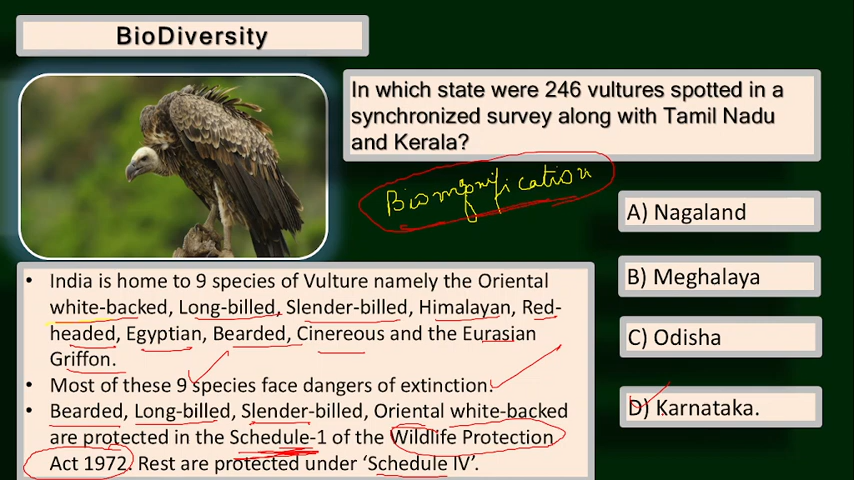 BioDiversity
In which state were 246 vultures spotted in a
synchronized survey along with Tamil Nadu
and Kerala?
Biomagnification
A) Nagaland
B) Meghalaya
C) Odisha
D) Karnataka.
• India is home to 9 species of Vulture namely the Oriental
white-backed, Long-billed, Slender-billed, Himalayan, Red-
headed, Egyptian, Bearded, Cinereous and the Eurasian
Griffon.
• Most of these 9 species face dangers of extinction.
• Bearded, Long-billed, Slender-billed, Oriental white-backed
are protected in the Schedule-1 of the Wildlife Protection
Act 1972. Rest are protected under ‘Schedule IV’.